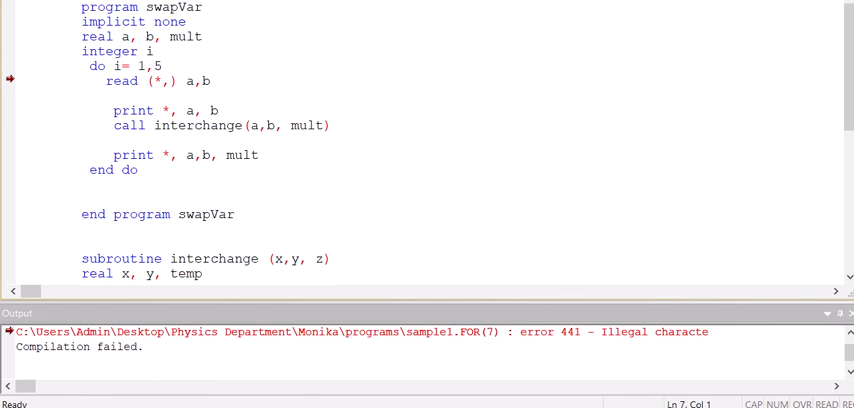 program swapVar
implicit none
real a, b, mult
integer i
do i= 1,5
read (*,) a,b
print *, a, b
call interchange(a,b, mult)
print *, a,b, mult
end do
end program swapVar
subroutine interchange (x,y, z)
real x, y, temp
Output
C:\Users\Admin\Desktop\Physics Department\Monika\programs\sample1.FOR(7) : error 441 - Illegal characte
Compilation failed.
Ready Ln 7, Col 1 CAP NUM OVR READ REC